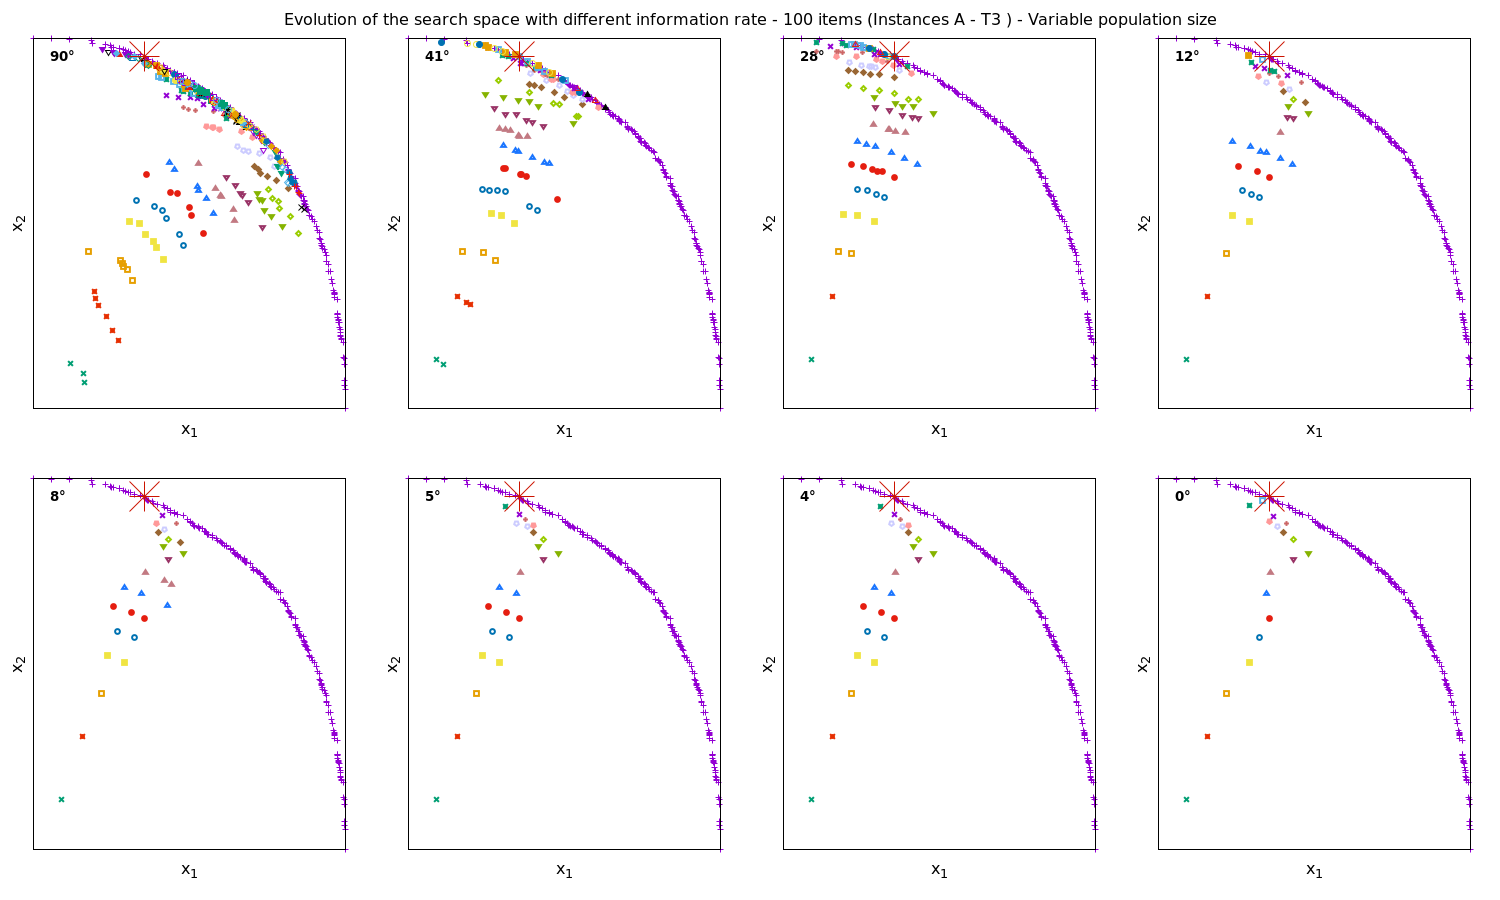 Evolution of the search space with different information rate - 100 items (Instances A - T3 ) - Variable population size
90° 41° 28° 12°
x2 x2 x2 x2
x1 x1 x1 x1
8° 5° 4° 0°
x2 x2 x2 x2
x1 x1 x1 x1